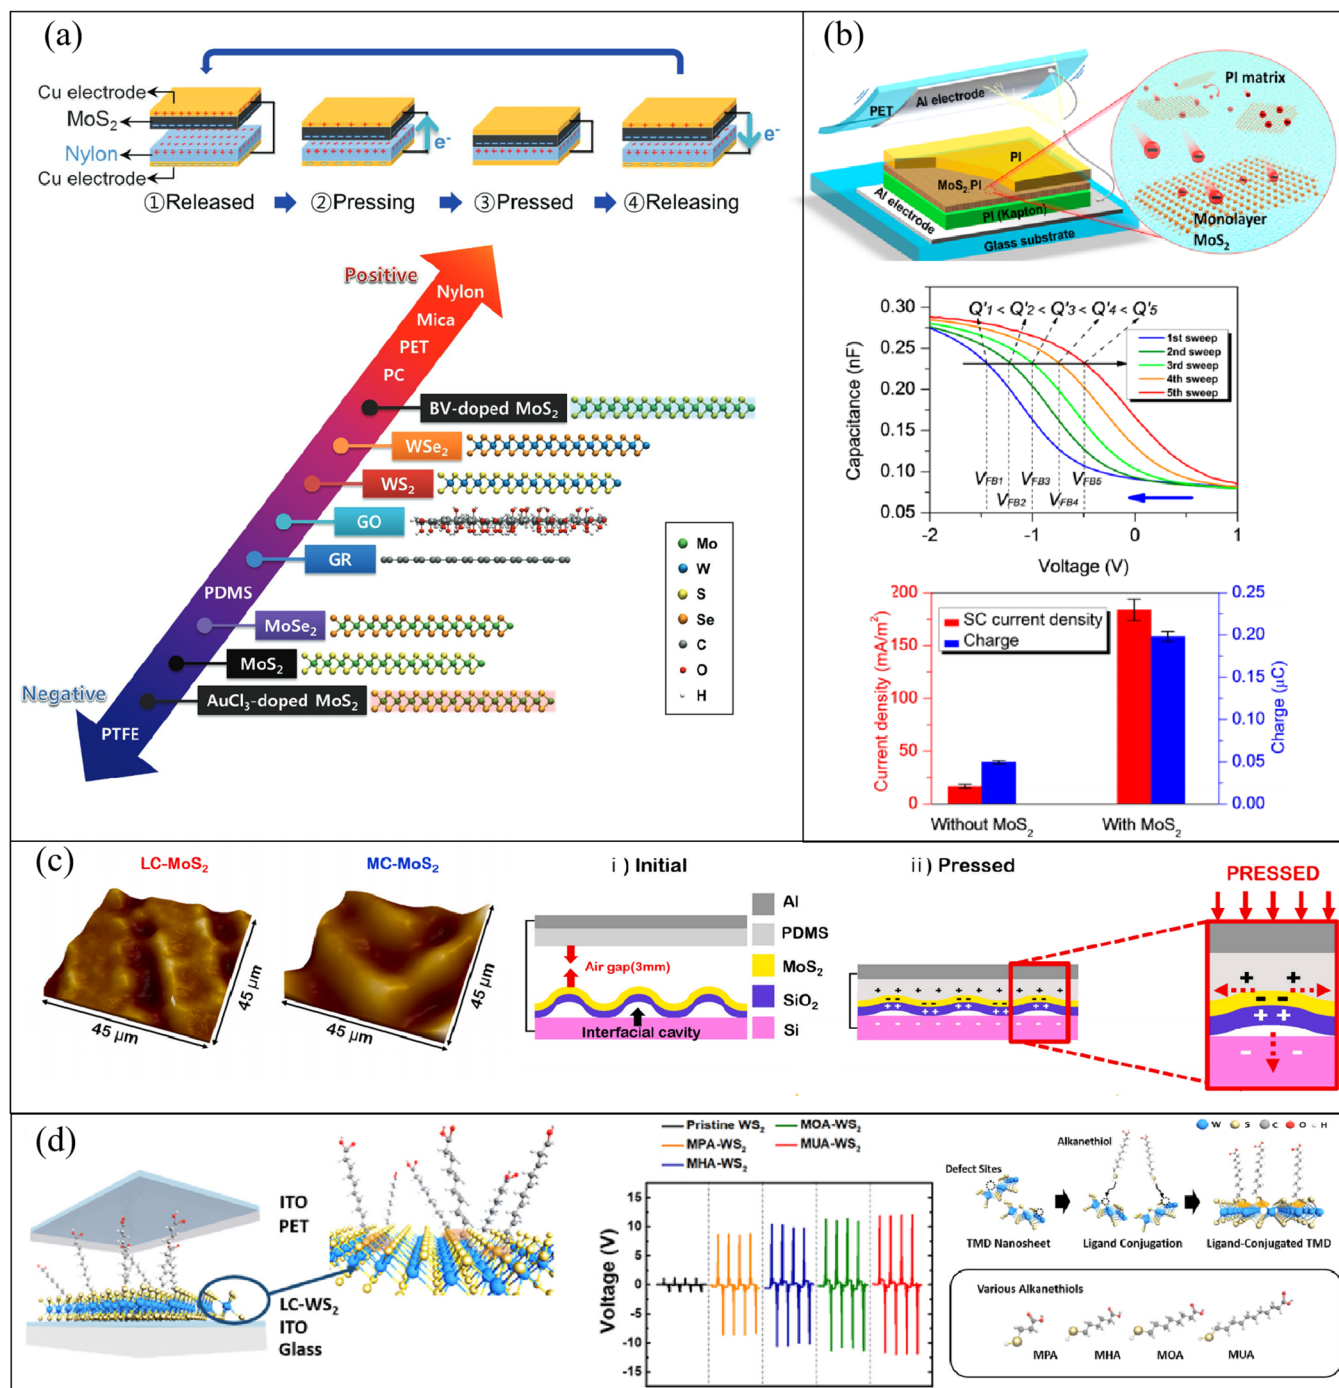 (a)
Cu electrode
MoS₂
Nylon
Cu electrode
e⁻
e⁻
①Released
②Pressing
③Pressed
④Releasing
Positive
Nylon
Mica
PET
PC
BV-doped MoS₂
WSe₂
WS₂
GO
GR
PDMS
MoSe₂
MoS₂
AuCl₃-doped MoS₂
Negative
PTFE
Mo
W
S
Se
C
O
H
(b)
PET
Al electrode
PI matrix
PI
MoS₂:PI
Al electrode
PI (Kapton)
Glass substrate
Monolayer
MoS₂
Q'₁ < Q'₂ < Q'₃ < Q'₄ < Q'₅
1st sweep
2nd sweep
3rd sweep
4th sweep
5th sweep
Capacitance (nF)
0.30
0.25
0.20
0.15
0.10
0.05
V_FB1
V_FB2
V_FB3
V_FB4
V_FB5
-2
-1
0
1
Voltage (V)
SC current density
Charge
Current density (mA/m²)
200
150
100
50
0
Charge (μC)
0.25
0.20
0.15
0.10
0.05
0.00
Without MoS₂
With MoS₂
(c)
LC-MoS₂
45 μm
45 μm
MC-MoS₂
45 μm
45 μm
i ) Initial
Air gap(3mm)
Interfacial cavity
Al
PDMS
MoS₂
SiO₂
Si
ii) Pressed
PRESSED
(d)
ITO
PET
LC-WS₂
ITO
Glass
Pristine WS₂
MPA-WS₂
MHA-WS₂
MOA-WS₂
MUA-WS₂
Voltage (V)
15
10
5
0
-5
-10
-15
W
S
C
O
H
Alkanethiol
Defect Sites
TMD Nanosheet
Ligand Conjugation
Ligand-Conjugated TMD
Various Alkanethiols
MPA
MHA
MOA
MUA